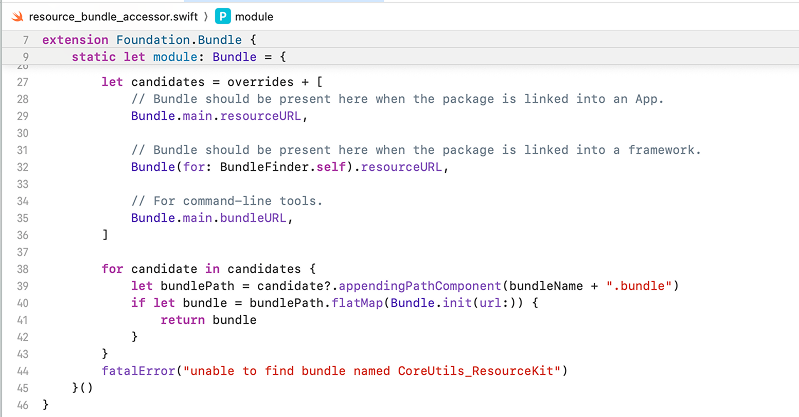 resource_bundle_accessor.swift 〉 P module
7 extension Foundation.Bundle {
9     static let module: Bundle = {
27         let candidates = overrides + [
28             // Bundle should be present here when the package is linked into an App.
29             Bundle.main.resourceURL,
30
31             // Bundle should be present here when the package is linked into a framework.
32             Bundle(for: BundleFinder.self).resourceURL,
33
34             // For command-line tools.
35             Bundle.main.bundleURL,
36         ]
37
38         for candidate in candidates {
39             let bundlePath = candidate?.appendingPathComponent(bundleName + ".bundle")
40             if let bundle = bundlePath.flatMap(Bundle.init(url:)) {
41                 return bundle
42             }
43         }
44         fatalError("unable to find bundle named CoreUtils_ResourceKit")
45     }()
46 }